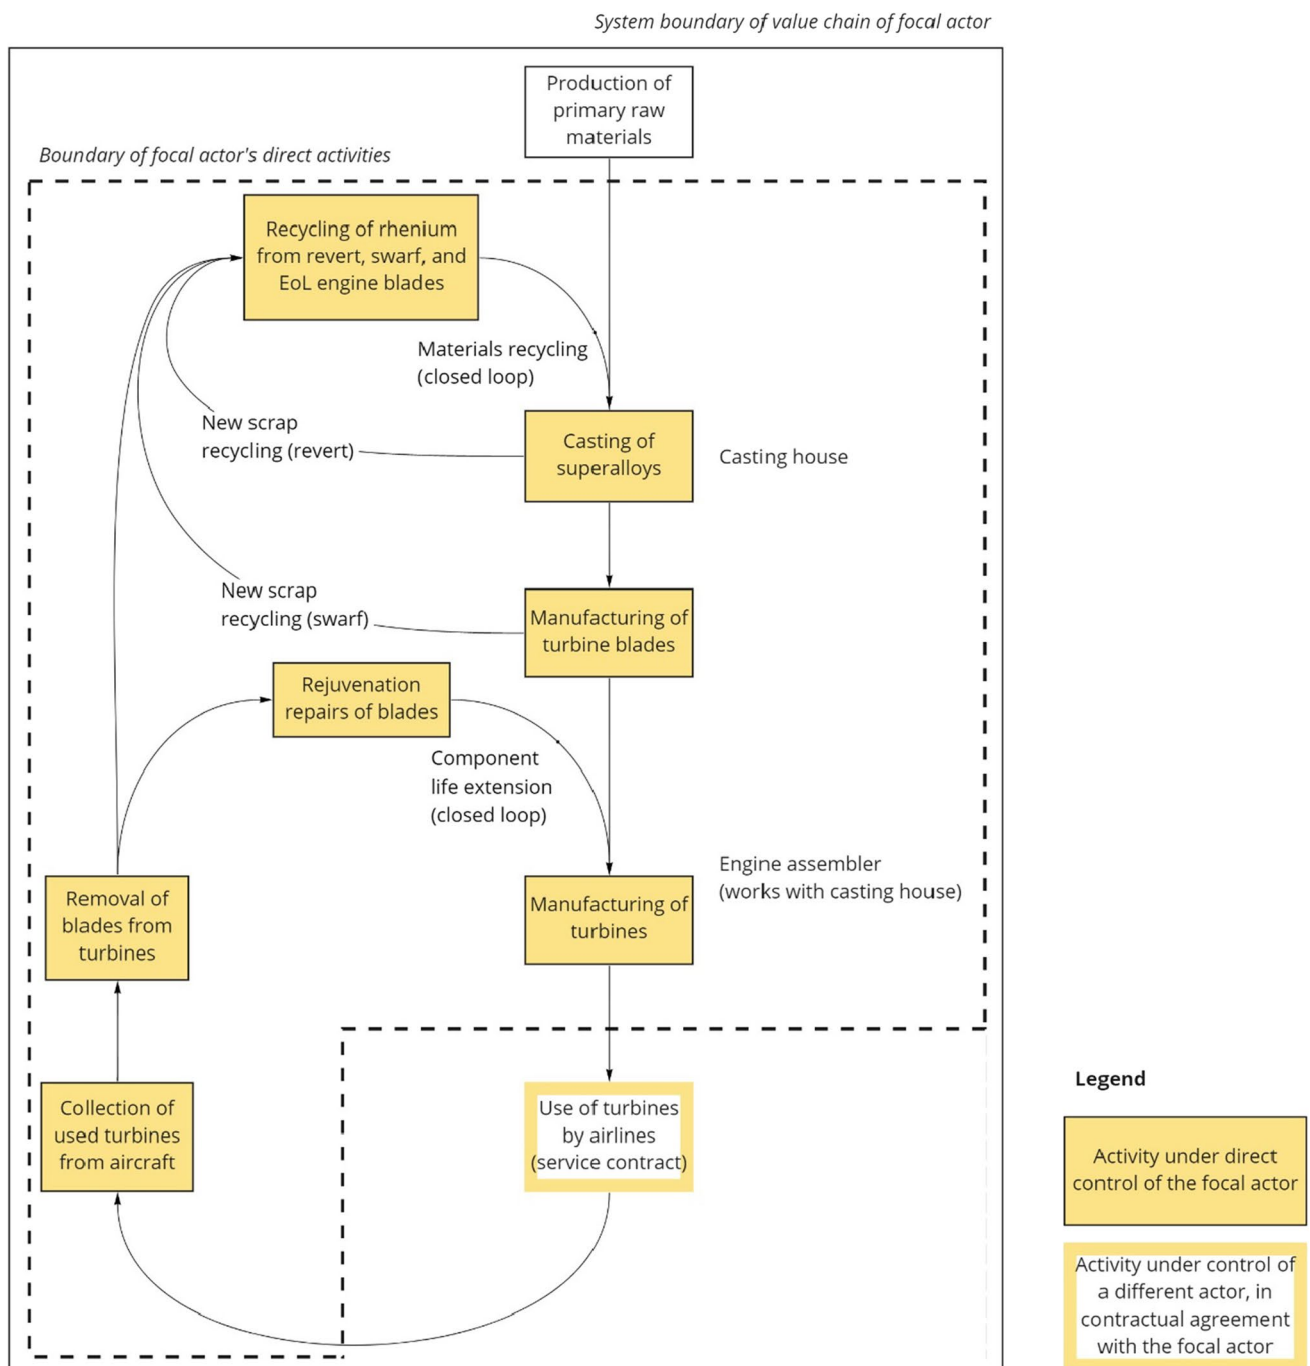 System boundary of value chain of focal actor
Production of
primary raw
materials
Boundary of focal actor's direct activities
Recycling of rhenium
from revert, swarf, and
EoL engine blades
Materials recycling
(closed loop)
New scrap
recycling (revert)
Casting of
superalloys
Casting house
New scrap
recycling (swarf)
Manufacturing of
turbine blades
Rejuvenation
repairs of blades
Component
life extension
(closed loop)
Engine assembler
(works with casting house)
Removal of
blades from
turbines
Manufacturing of
turbines
Collection of
used turbines
from aircraft
Use of turbines
by airlines
(service contract)
Legend
Activity under direct
control of the focal actor
Activity under control of
a different actor, in
contractual agreement
with the focal actor